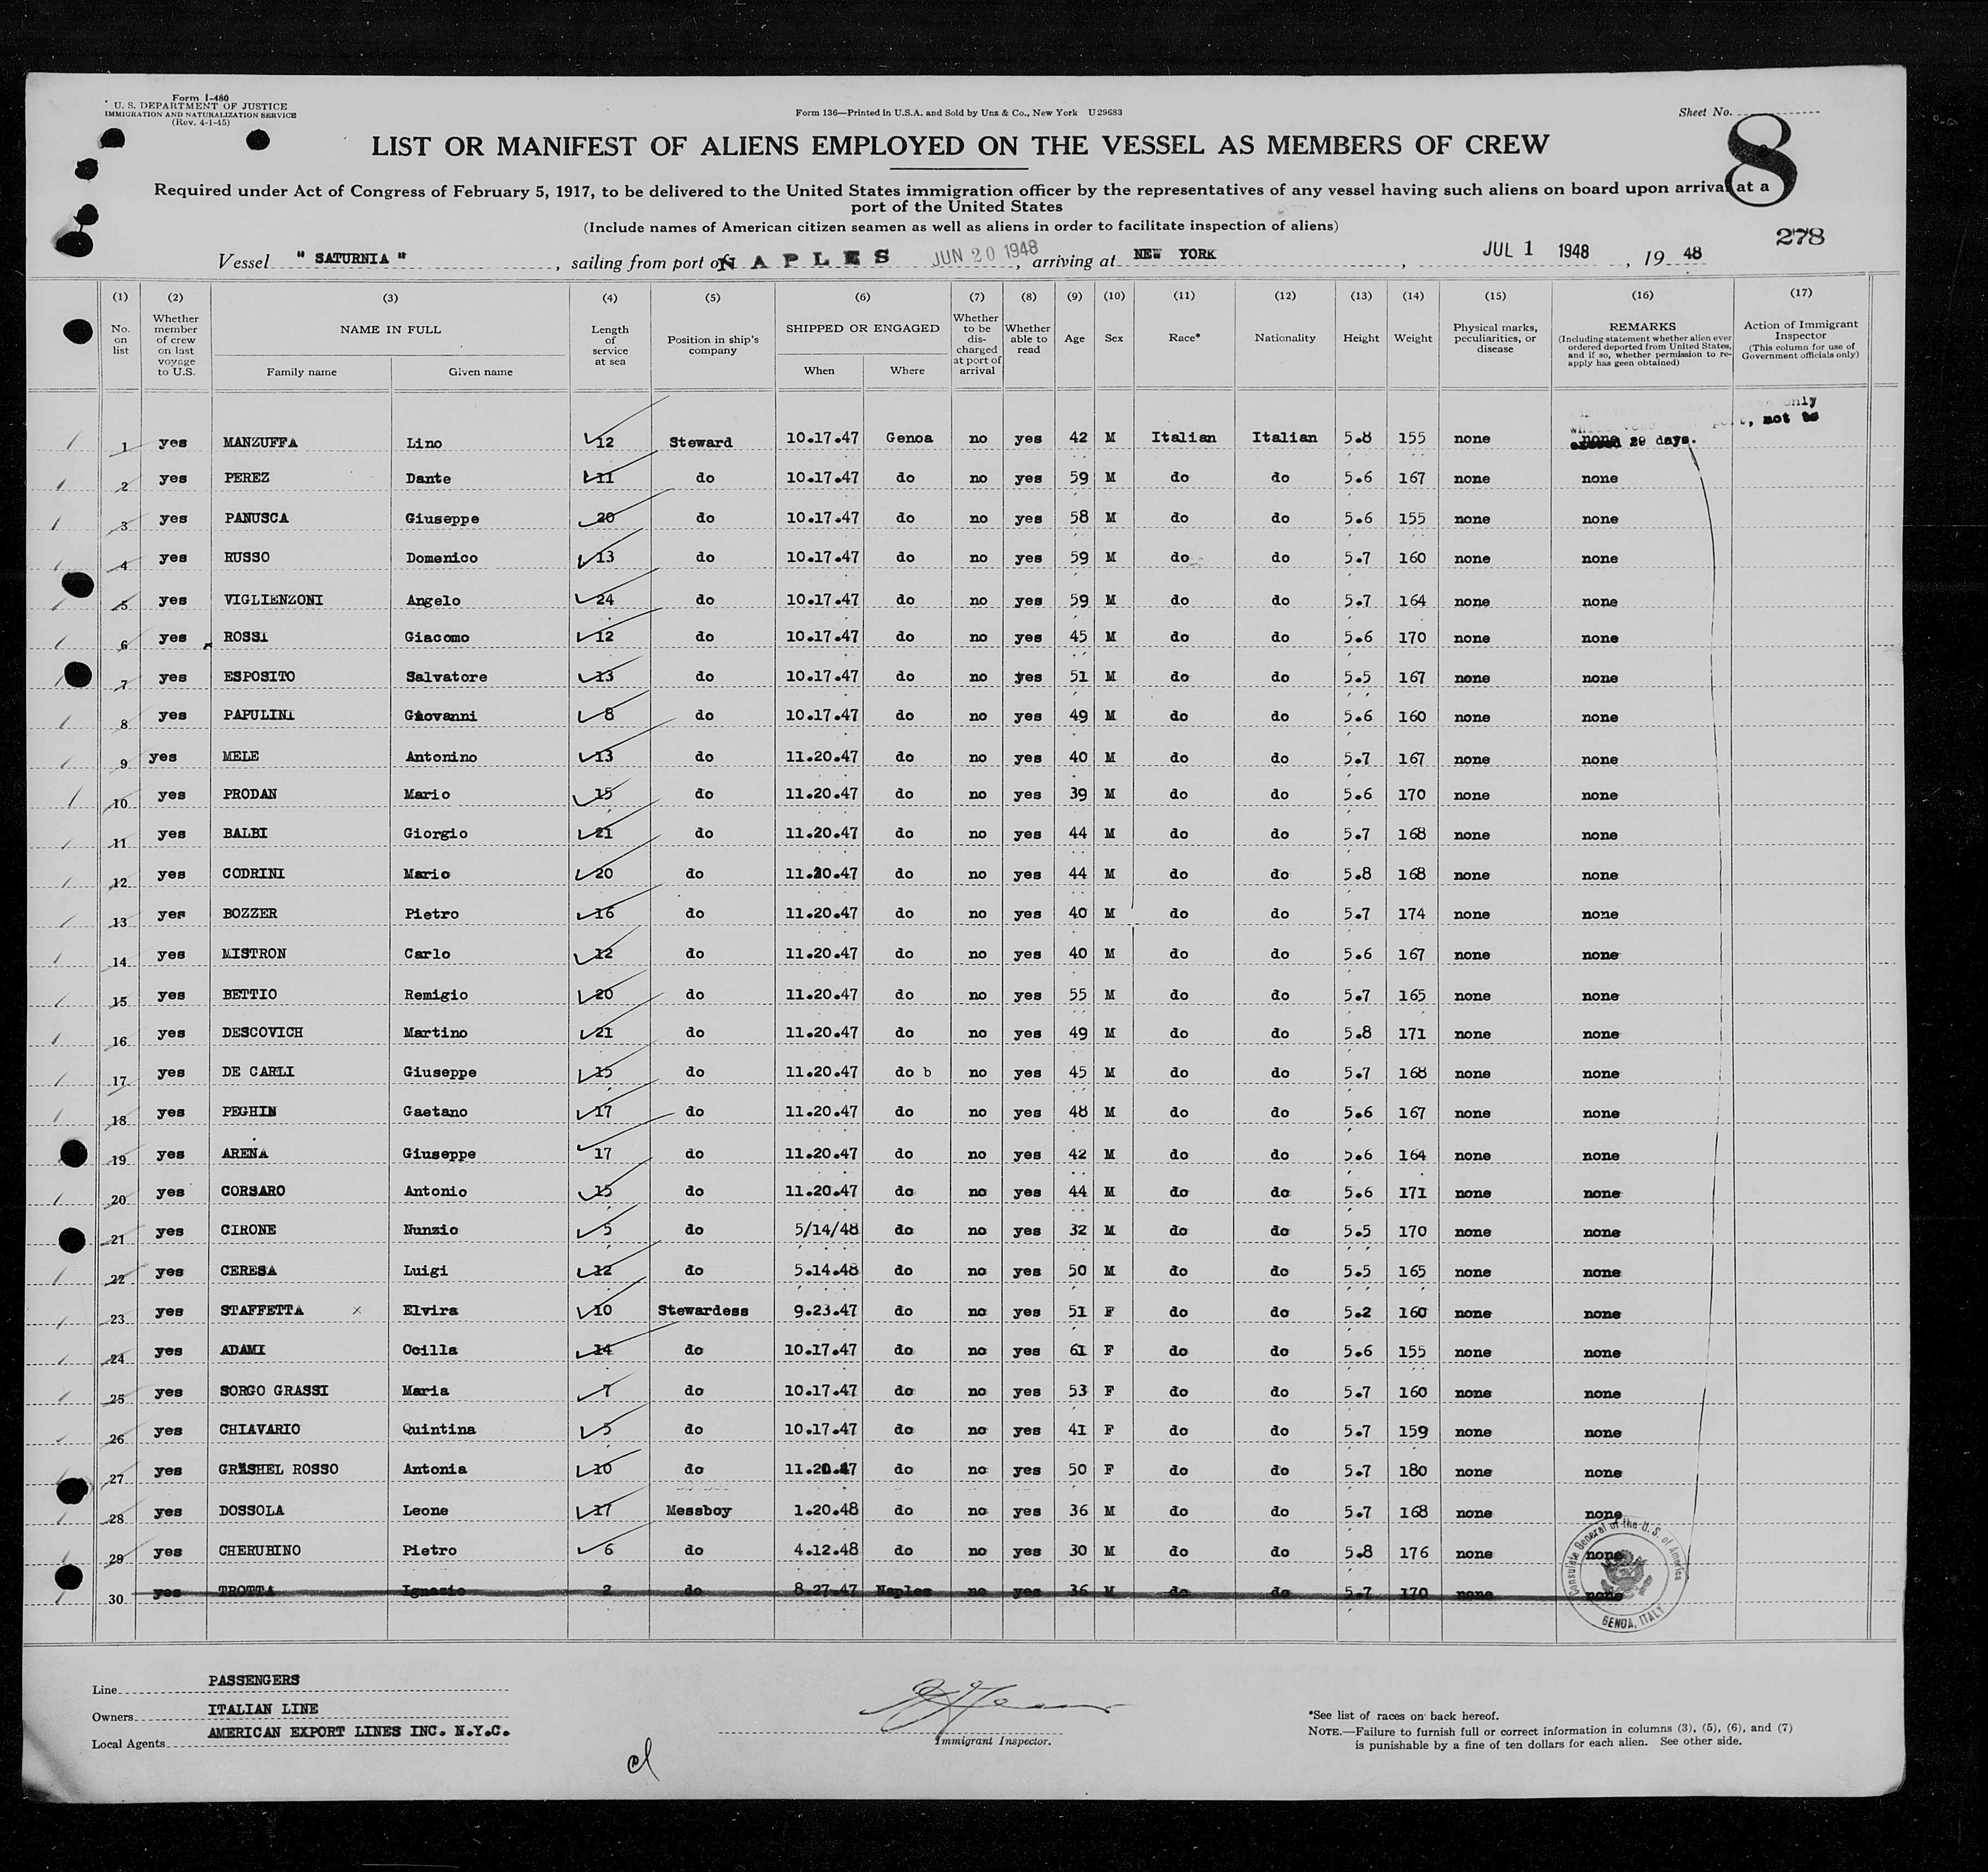 Form I-480
U. S. DEPARTMENT OF JUSTICE
IMMIGRATION AND NATURALIZATION SERVICE
(Rev. 4-1-45)
Form 136—Printed in U.S.A. and Sold by Unz & Co., New York U29683
Sheet No.
8
LIST OR MANIFEST OF ALIENS EMPLOYED ON THE VESSEL AS MEMBERS OF CREW
Required under Act of Congress of February 5, 1917, to be delivered to the United States immigration officer by the representatives of any vessel having such aliens on board upon arrival at a
port of the United States
(Include names of American citizen seamen as well as aliens in order to facilitate inspection of aliens)
278
Vessel " SATURNIA ", sailing from port of NAPLES JUN 20 1948, arriving at NEW YORK, JUL 1 1948, 19 48
(1) No. on list
(2) Whether member of crew on last voyage to U.S.
(3) NAME IN FULL Family name Given name
(4) Length of service at sea
(5) Position in ship's company
(6) SHIPPED OR ENGAGED When Where
(7) Whether to be discharged at port of arrival
(8) Whether able to read
(9) Age
(10) Sex
(11) Race*
(12) Nationality
(13) Height
(14) Weight
(15) Physical marks, peculiarities, or disease
(16) REMARKS (Including statement whether alien ever ordered deported from United States, and if so, whether permission to re-apply has geen obtained)
(17) Action of Immigrant Inspector (This column for use of Government officials only)
only
, not to
exceed 29 days.
1 yes MANZUFFA Lino 12 Steward 10.17.47 Genoa no yes 42 M Italian Italian 5.8 155 none none
2 yes PEREZ Dante 11 do 10.17.47 do no yes 59 M do do 5.6 167 none none
3 yes PANUSCA Giuseppe 20 do 10.17.47 do no yes 58 M do do 5.6 155 none none
4 yes RUSSO Domenico 13 do 10.17.47 do no yes 59 M do do 5.7 160 none none
5 yes VIGLIENZONI Angelo 24 do 10.17.47 do no yes 59 M do do 5.7 164 none none
6 yes ROSSI Giacomo 12 do 10.17.47 do no yes 45 M do do 5.6 170 none none
7 yes ESPOSITO Salvatore 13 do 10.17.47 do no yes 51 M do do 5.5 167 none none
8 yes PAPULINI Giovanni 8 do 10.17.47 do no yes 49 M do do 5.6 160 none none
9 yes MELE Antonino 13 do 11.20.47 do no yes 40 M do do 5.7 167 none none
10 yes PRODAN Mario 15 do 11.20.47 do no yes 39 M do do 5.6 170 none none
11 yes BALBI Giorgio 21 do 11.20.47 do no yes 44 M do do 5.7 168 none none
12 yes CODRINI Mario 20 do 11.20.47 do no yes 44 M do do 5.8 168 none none
13 yes BOZZER Pietro 16 do 11.20.47 do no yes 40 M do do 5.7 174 none none
14 yes MISTRON Carlo 12 do 11.20.47 do no yes 40 M do do 5.6 167 none none
15 yes BETTIO Remigio 20 do 11.20.47 do no yes 55 M do do 5.7 165 none none
16 yes DESCOVICH Martino 21 do 11.20.47 do no yes 49 M do do 5.8 171 none none
17 yes DE CARLI Giuseppe 15 do 11.20.47 do b no yes 45 M do do 5.7 168 none none
18 yes PEGHIN Gaetano 17 do 11.20.47 do no yes 48 M do do 5.6 167 none none
19 yes ARENA Giuseppe 17 do 11.20.47 do no yes 42 M do do 5.6 164 none none
20 yes CORSARO Antonio 15 do 11.20.47 do no yes 44 M do do 5.6 171 none none
21 yes CIRONE Nunzio 5 do 5/14/48 do no yes 32 M do do 5.5 170 none none
22 yes CERESA Luigi 12 do 5.14.48 do no yes 50 M do do 5.5 165 none none
23 yes STAFFETTA x Elvira 10 Stewardess 9.23.47 do no yes 51 F do do 5.2 160 none none
24 yes ADAMI Ocilla 14 do 10.17.47 do no yes 61 F do do 5.6 155 none none
25 yes SORGO GRASSI Maria 7 do 10.17.47 do no yes 53 F do do 5.7 160 none none
26 yes CHIAVARIO Quintina 5 do 10.17.47 do no yes 41 F do do 5.7 159 none none
27 yes GRASHEL ROSSO Antonia 10 do 11.20.47 do no yes 50 F do do 5.7 180 none none
28 yes DOSSOLA Leone 17 Messboy 1.20.48 do no yes 36 M do do 5.7 168 none none
29 yes CHERUBINO Pietro 6 do 4.12.48 do no yes 30 M do do 5.8 176 none none
30 yes TROTTA Ignazio 2 do 8.27.47 Naples no yes 36 M do do 5.7 170 none none
Consulate General of the U. S. of America
GENOA, ITALY
Line PASSENGERS
Owners ITALIAN LINE
Local Agents AMERICAN EXPORT LINES INC. N.Y.C.
Immigrant Inspector.
*See list of races on back hereof.
NOTE.—Failure to furnish full or correct information in columns (3), (5), (6), and (7)
is punishable by a fine of ten dollars for each alien. See other side.